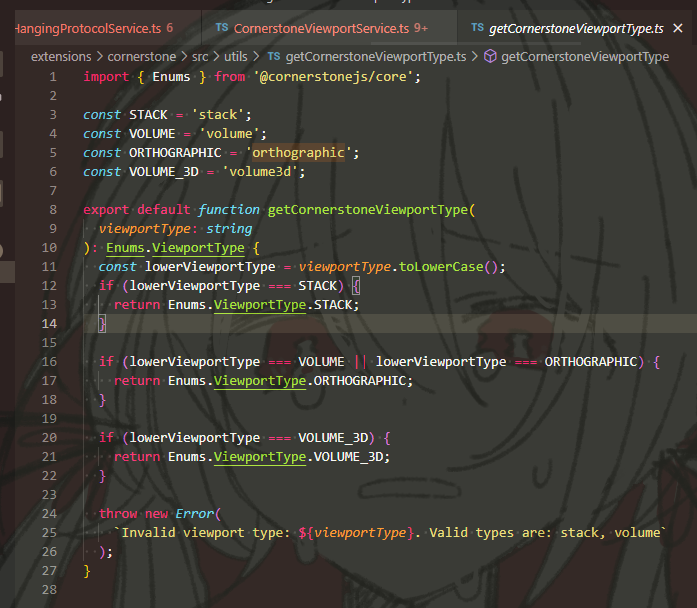 HangingProtocolService.ts 6
TS CornerstoneViewportService.ts 9+
TS getCornerstoneViewportType.ts ×
extensions > cornerstone > src > utils > TS getCornerstoneViewportType.ts > getCornerstoneViewportType
1 import { Enums } from '@cornerstonejs/core';
2
3 const STACK = 'stack';
4 const VOLUME = 'volume';
5 const ORTHOGRAPHIC = 'orthographic';
6 const VOLUME_3D = 'volume3d';
7
8 export default function getCornerstoneViewportType(
9   viewportType: string
10 ): Enums.ViewportType {
11   const lowerViewportType = viewportType.toLowerCase();
12   if (lowerViewportType === STACK) {
13     return Enums.ViewportType.STACK;
14   }
15
16   if (lowerViewportType === VOLUME || lowerViewportType === ORTHOGRAPHIC) {
17     return Enums.ViewportType.ORTHOGRAPHIC;
18   }
19
20   if (lowerViewportType === VOLUME_3D) {
21     return Enums.ViewportType.VOLUME_3D;
22   }
23
24   throw new Error(
25     `Invalid viewport type: ${viewportType}. Valid types are: stack, volume`
26   );
27 }
28